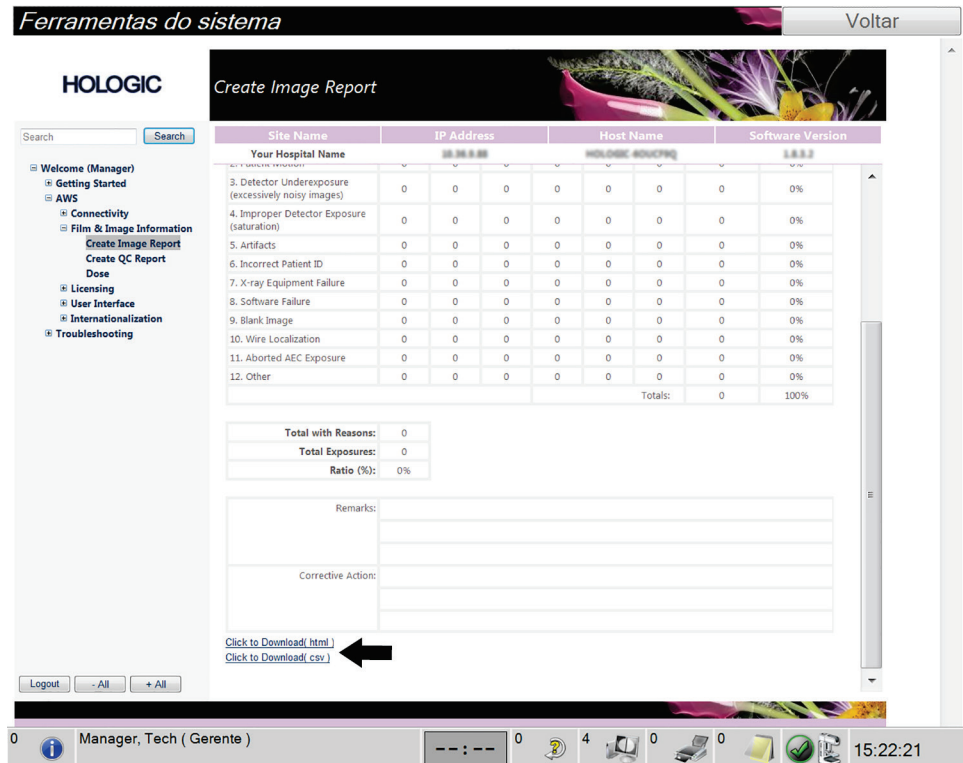 Ferramentas do sistema
Voltar
HOLOGIC
Create Image Report
Search Search
Site Name IP Address Host Name Software Version
Your Hospital Name
Welcome (Manager)
Getting Started
AWS
Connectivity
Film & Image Information
Create Image Report
Create QC Report
Dose
Licensing
User Interface
Internationalization
Troubleshooting
3. Detector Underexposure
(excessively noisy images) 0 0 0 0 0 0 0 0%
4. Improper Detector Exposure
(saturation) 0 0 0 0 0 0 0 0%
5. Artifacts 0 0 0 0 0 0 0 0%
6. Incorrect Patient ID 0 0 0 0 0 0 0 0%
7. X-ray Equipment Failure 0 0 0 0 0 0 0 0%
8. Software Failure 0 0 0 0 0 0 0 0%
9. Blank Image 0 0 0 0 0 0 0 0%
10. Wire Localization 0 0 0 0 0 0 0 0%
11. Aborted AEC Exposure 0 0 0 0 0 0 0 0%
12. Other 0 0 0 0 0 0 0 0%
Totals: 0 100%
Total with Reasons: 0
Total Exposures: 0
Ratio (%): 0%
Remarks:
Corrective Action:
Click to Download( html )
Click to Download( csv )
Logout - All + All
0 Manager, Tech ( Gerente ) --:-- 0 4 0 0 15:22:21